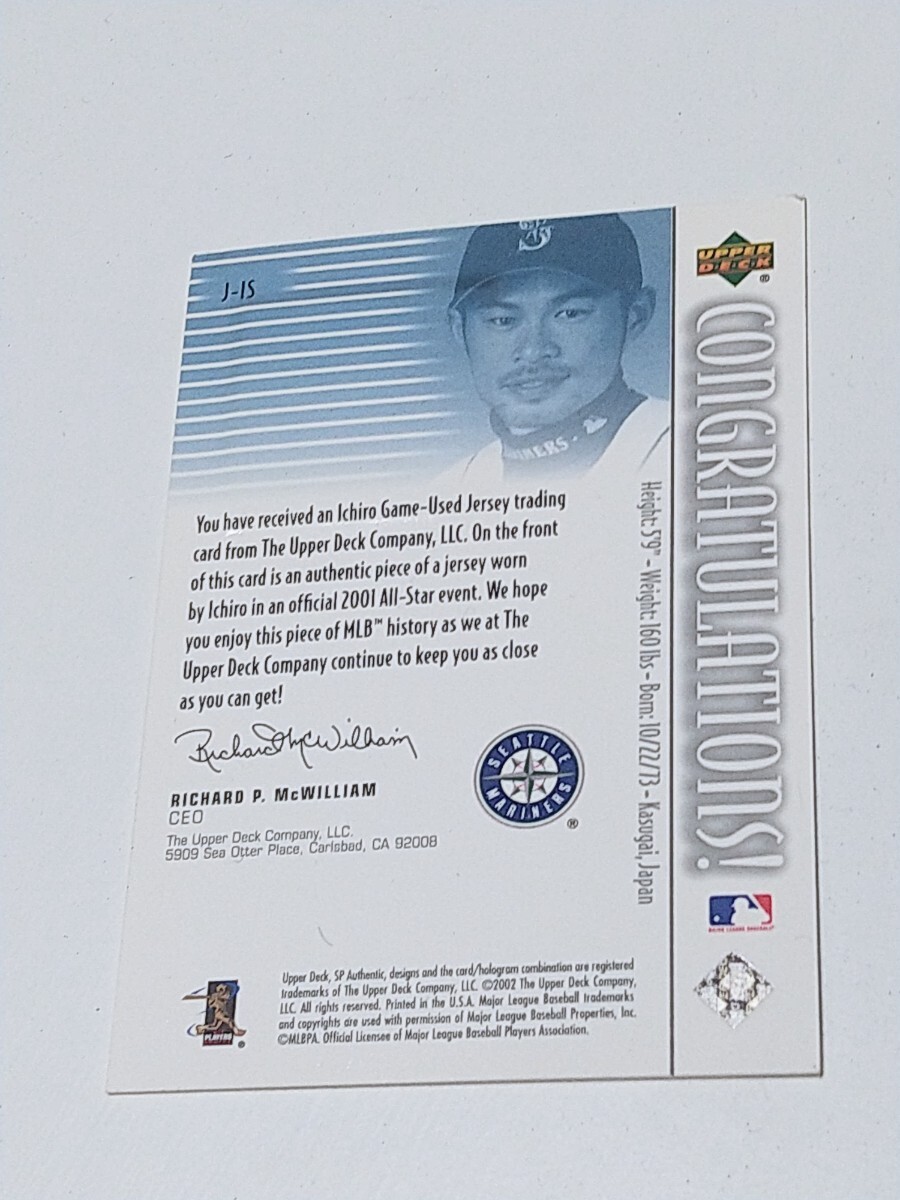 J-IS
S
MARINERS
You have received an Ichiro Game-Used Jersey trading
card from The Upper Deck Company, LLC. On the front
of this card is an authentic piece of a jersey worn
by Ichiro in an official 2001 All-Star event. We hope
you enjoy this piece of MLB™ history as we at The
Upper Deck Company continue to keep you as close
as you can get!
Richard McWilliam
RICHARD P. McWILLIAM
CEO
The Upper Deck Company, LLC.
5909 Sea Otter Place, Carlsbad, CA 92008
SEATTLE
MARINERS
®
Height: 5'9" - Weight: 160 lbs - Born: 10/22/73 - Kasugai, Japan
UPPER
DECK
®
CONGRATULATIONS!
MAJOR LEAGUE BASEBALL
PLAYERS
®
Upper Deck, SP Authentic, designs and the card/hologram combination are registered
trademarks of The Upper Deck Company, LLC. ©2002 The Upper Deck Company,
LLC. All rights reserved. Printed in the U.S.A. Major League Baseball trademarks
and copyrights are used with permission of Major League Baseball Properties, Inc.
©MLBPA. Official Licensee of Major League Baseball Players Association.